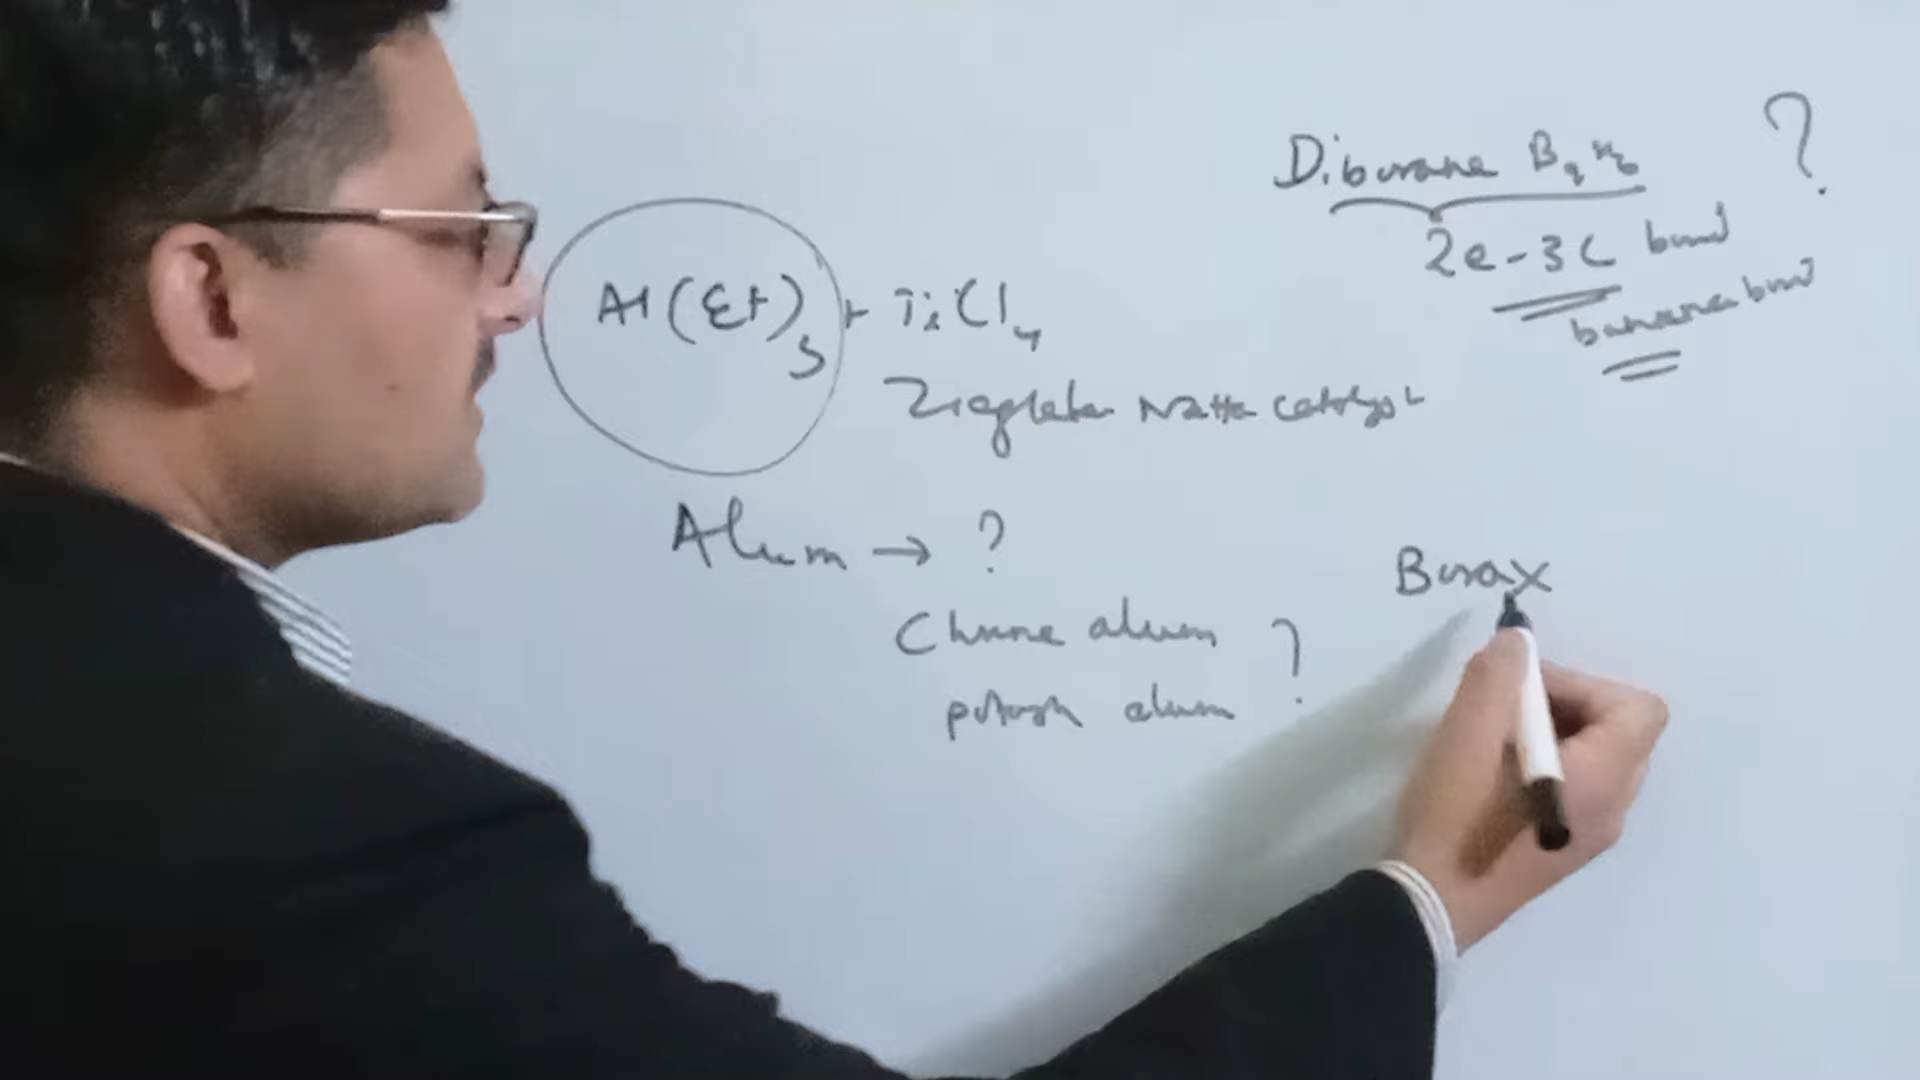 Diborane B2H6 ?
2e-3C bond
banana bond
Al(Et)3 + TiCl4
Ziegleter Natta catalyst
Alum → ?
Chrome alum ?
potash alum
Borax